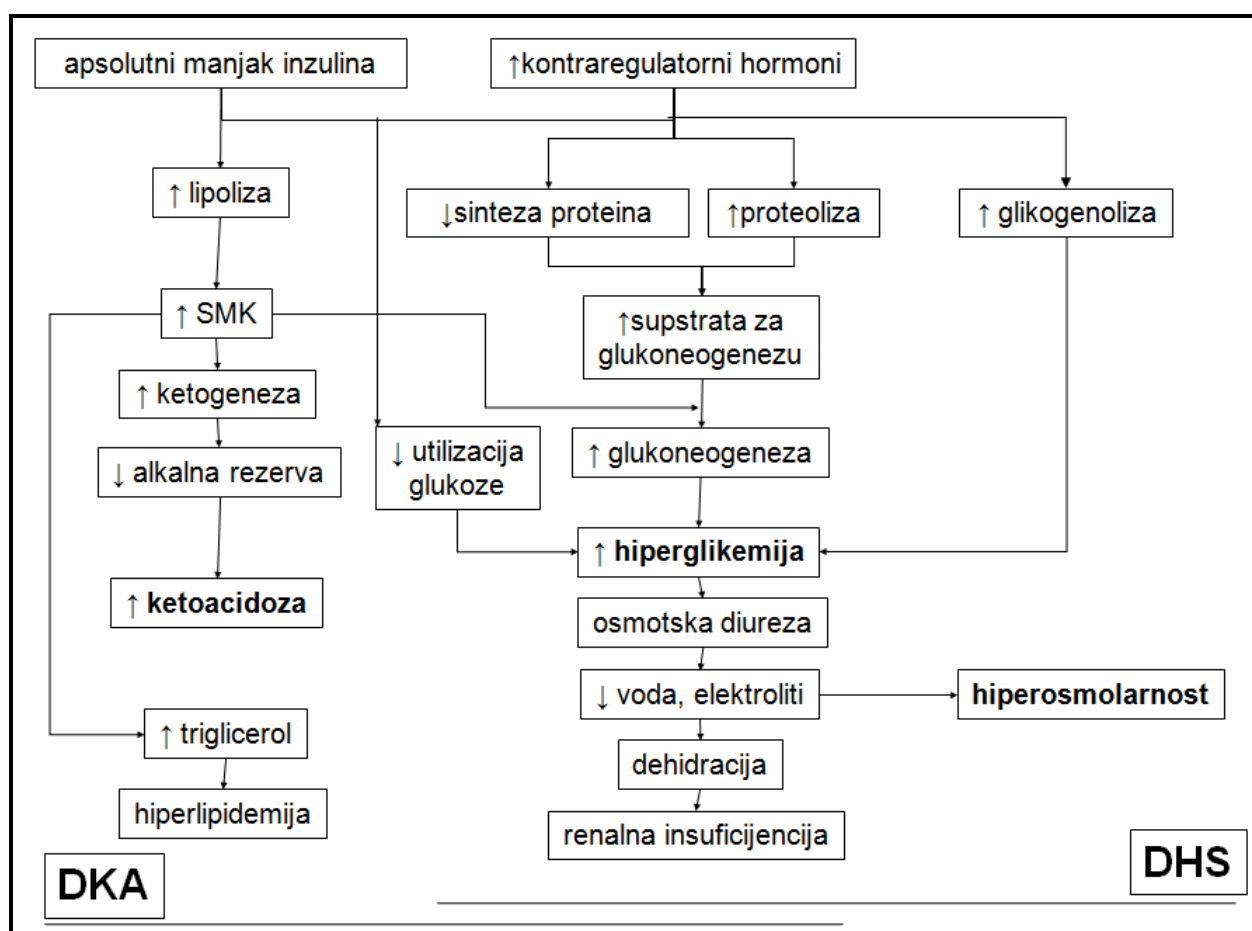 apsolutni manjak inzulina
↑kontraregulatorni hormoni
↑ lipoliza
↓sinteza proteina
↑proteoliza
↑ glikogenoliza
↑ SMK
↑supstrata za
glukoneogenezu
↑ ketogeneza
↓ utilizacija
glukoze
↑ glukoneogeneza
↓ alkalna rezerva
↑ hiperglikemija
↑ ketoacidoza
osmotska diureza
↓ voda, elektroliti
hiperosmolarnost
↑ triglicerol
dehidracija
hiperlipidemija
renalna insuficijencija
DKA
DHS